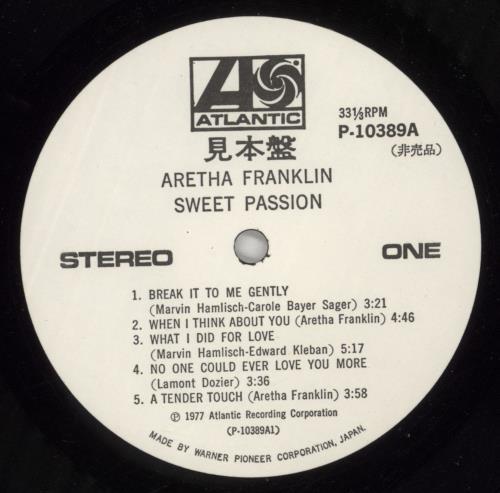 ATLANTIC
33⅓RPM
P-10389A
(非売品)
見本盤
ARETHA FRANKLIN
SWEET PASSION
STEREO
ONE
1. BREAK IT TO ME GENTLY
(Marvin Hamlisch-Carole Bayer Sager) 3:21
2. WHEN I THINK ABOUT YOU (Aretha Franklin) 4:46
3. WHAT I DID FOR LOVE
(Marvin Hamlisch-Edward Kleban) 5:17
4. NO ONE COULD EVER LOVE YOU MORE
(Lamont Dozier) 3:36
5. A TENDER TOUCH (Aretha Franklin) 3:58
℗ 1977 Atlantic Recording Corporation
(P-10389A1)
MADE BY WARNER PIONEER CORPORATION, JAPAN.